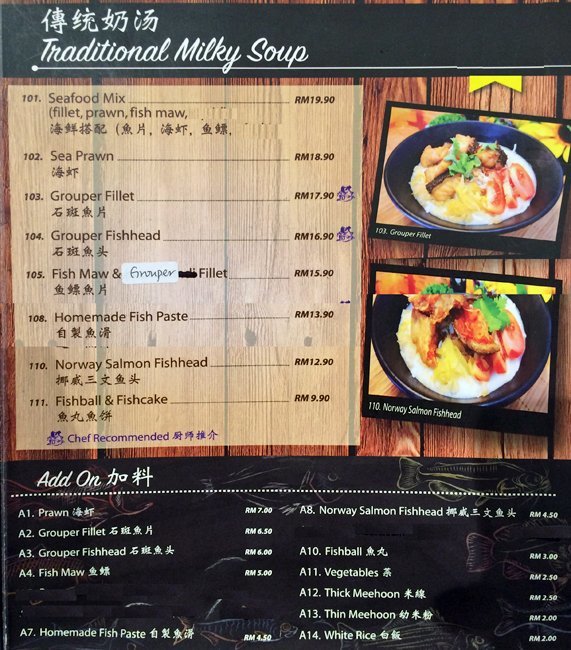 傳统奶汤
Traditional Milky Soup
101. Seafood Mix RM19.90
(fillet, prawn, fish maw,
海鲜搭配 (魚片, 海虾, 鱼鳔,
102. Sea Prawn RM18.90
海虾
103. Grouper Fillet RM17.90
石斑魚片
104. Grouper Fishhead RM16.90
石斑魚头
105. Fish Maw & Grouper Fillet RM15.90
鱼鳔魚片
108. Homemade Fish Paste RM13.90
自製魚滑
110. Norway Salmon Fishhead RM12.90
挪威三文鱼头
111. Fishball & Fishcake RM 9.90
魚丸魚饼
Chef Recommended 厨师推介
103. Grouper Fillet
110. Norway Salmon Fishhead
Add On 加料
A1. Prawn 海虾 RM 7.00
A2. Grouper Fillet 石斑魚片 RM 6.50
A3. Grouper Fishhead 石斑魚头 RM 6.00
A4. Fish Maw 鱼鳔 RM 5.00
A7. Homemade Fish Paste 自製魚滑 RM 4.50
A8. Norway Salmon Fishhead 挪威三文鱼头 RM 4.50
A10. Fishball 魚丸 RM 3.00
A11. Vegetables 菜 RM 2.50
A12. Thick Meehoon 米線 RM 2.50
A13. Thin Meehoon 幼米粉 RM 2.00
A14. White Rice 白飯 RM 2.00